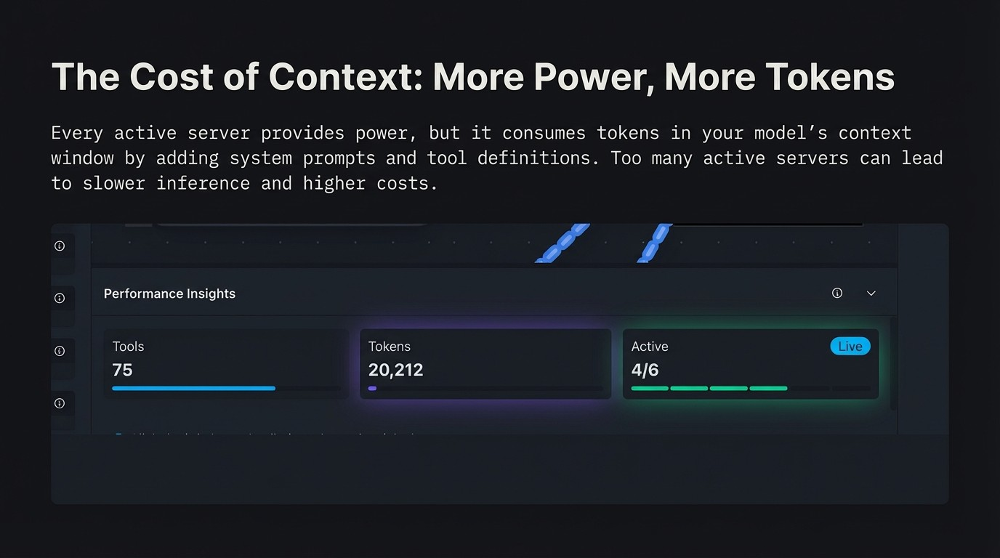 The Cost of Context: More Power, More Tokens
Every active server provides power, but it consumes tokens in your model’s context
window by adding system prompts and tool definitions. Too many active servers can lead
to slower inference and higher costs.
Performance Insights
Tools
75
Tokens
20,212
Active
Live
4/6